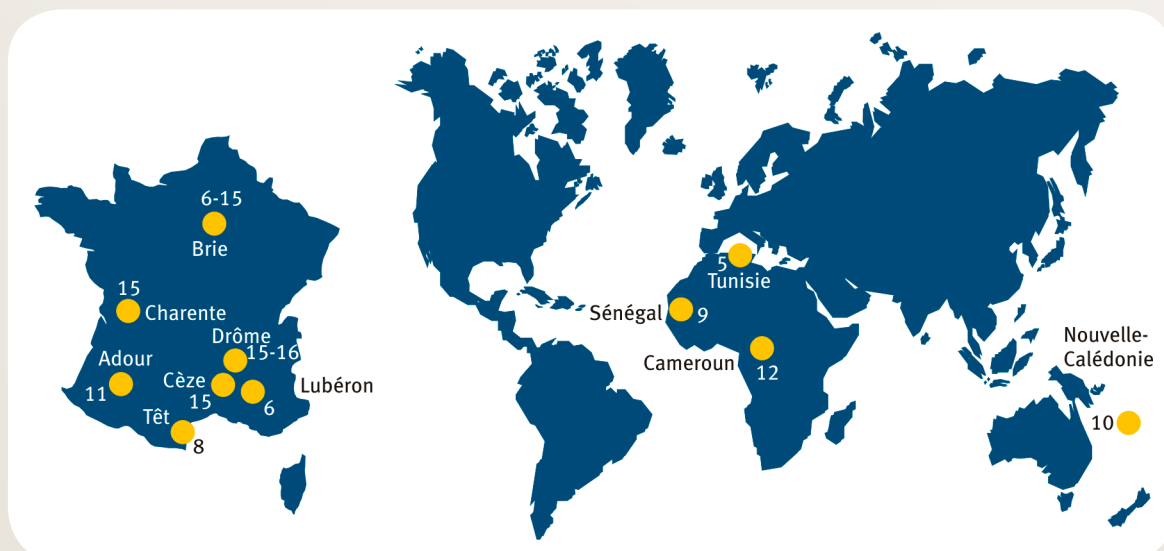 6-15
Brie
15
Charente
Drôme
15-16
Adour
11
Cèze
15
Lubéron
6
Têt
8
5
Tunisie
Sénégal
9
Cameroun
12
Nouvelle-
Calédonie
10